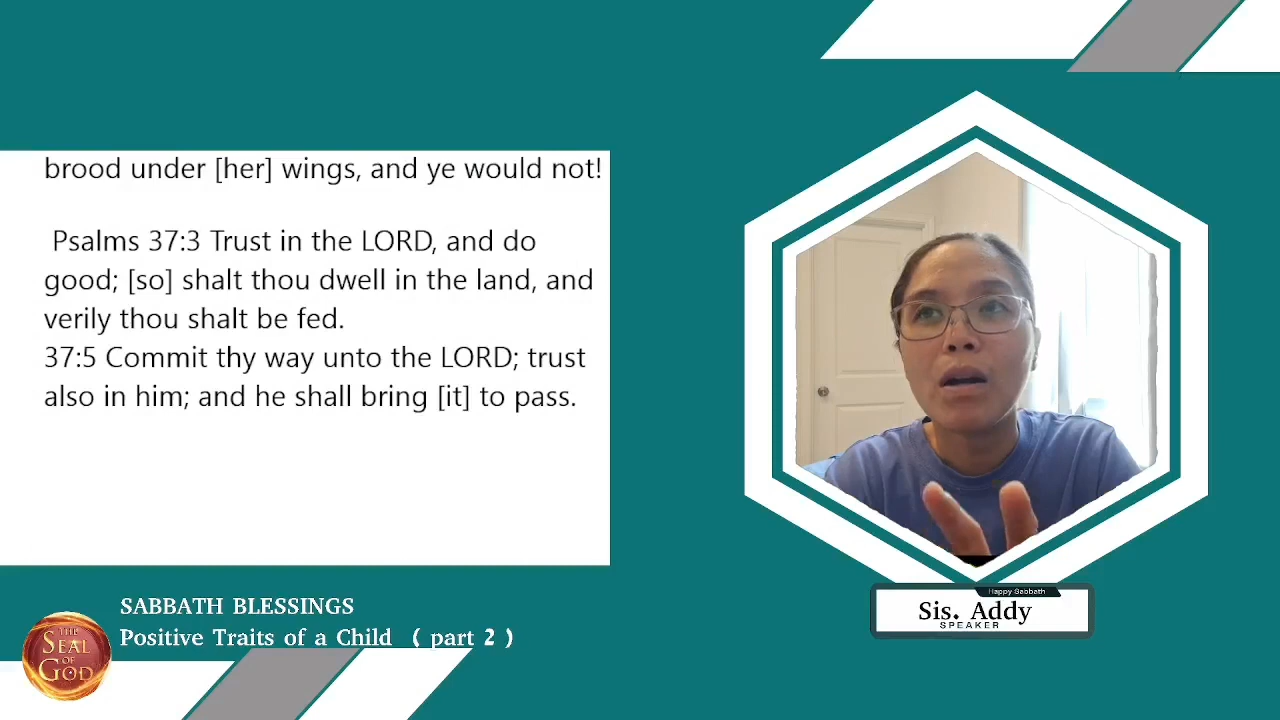 brood under [her] wings, and ye would not!
Psalms 37:3 Trust in the LORD, and do
good; [so] shalt thou dwell in the land, and
verily thou shalt be fed.
37:5 Commit thy way unto the LORD; trust
also in him; and he shall bring [it] to pass.
SABBATH BLESSINGS
Positive Traits of a Child ( part 2 )
THE
SEAL
OF
GOD
Happy Sabbath
Sis. Addy
SPEAKER